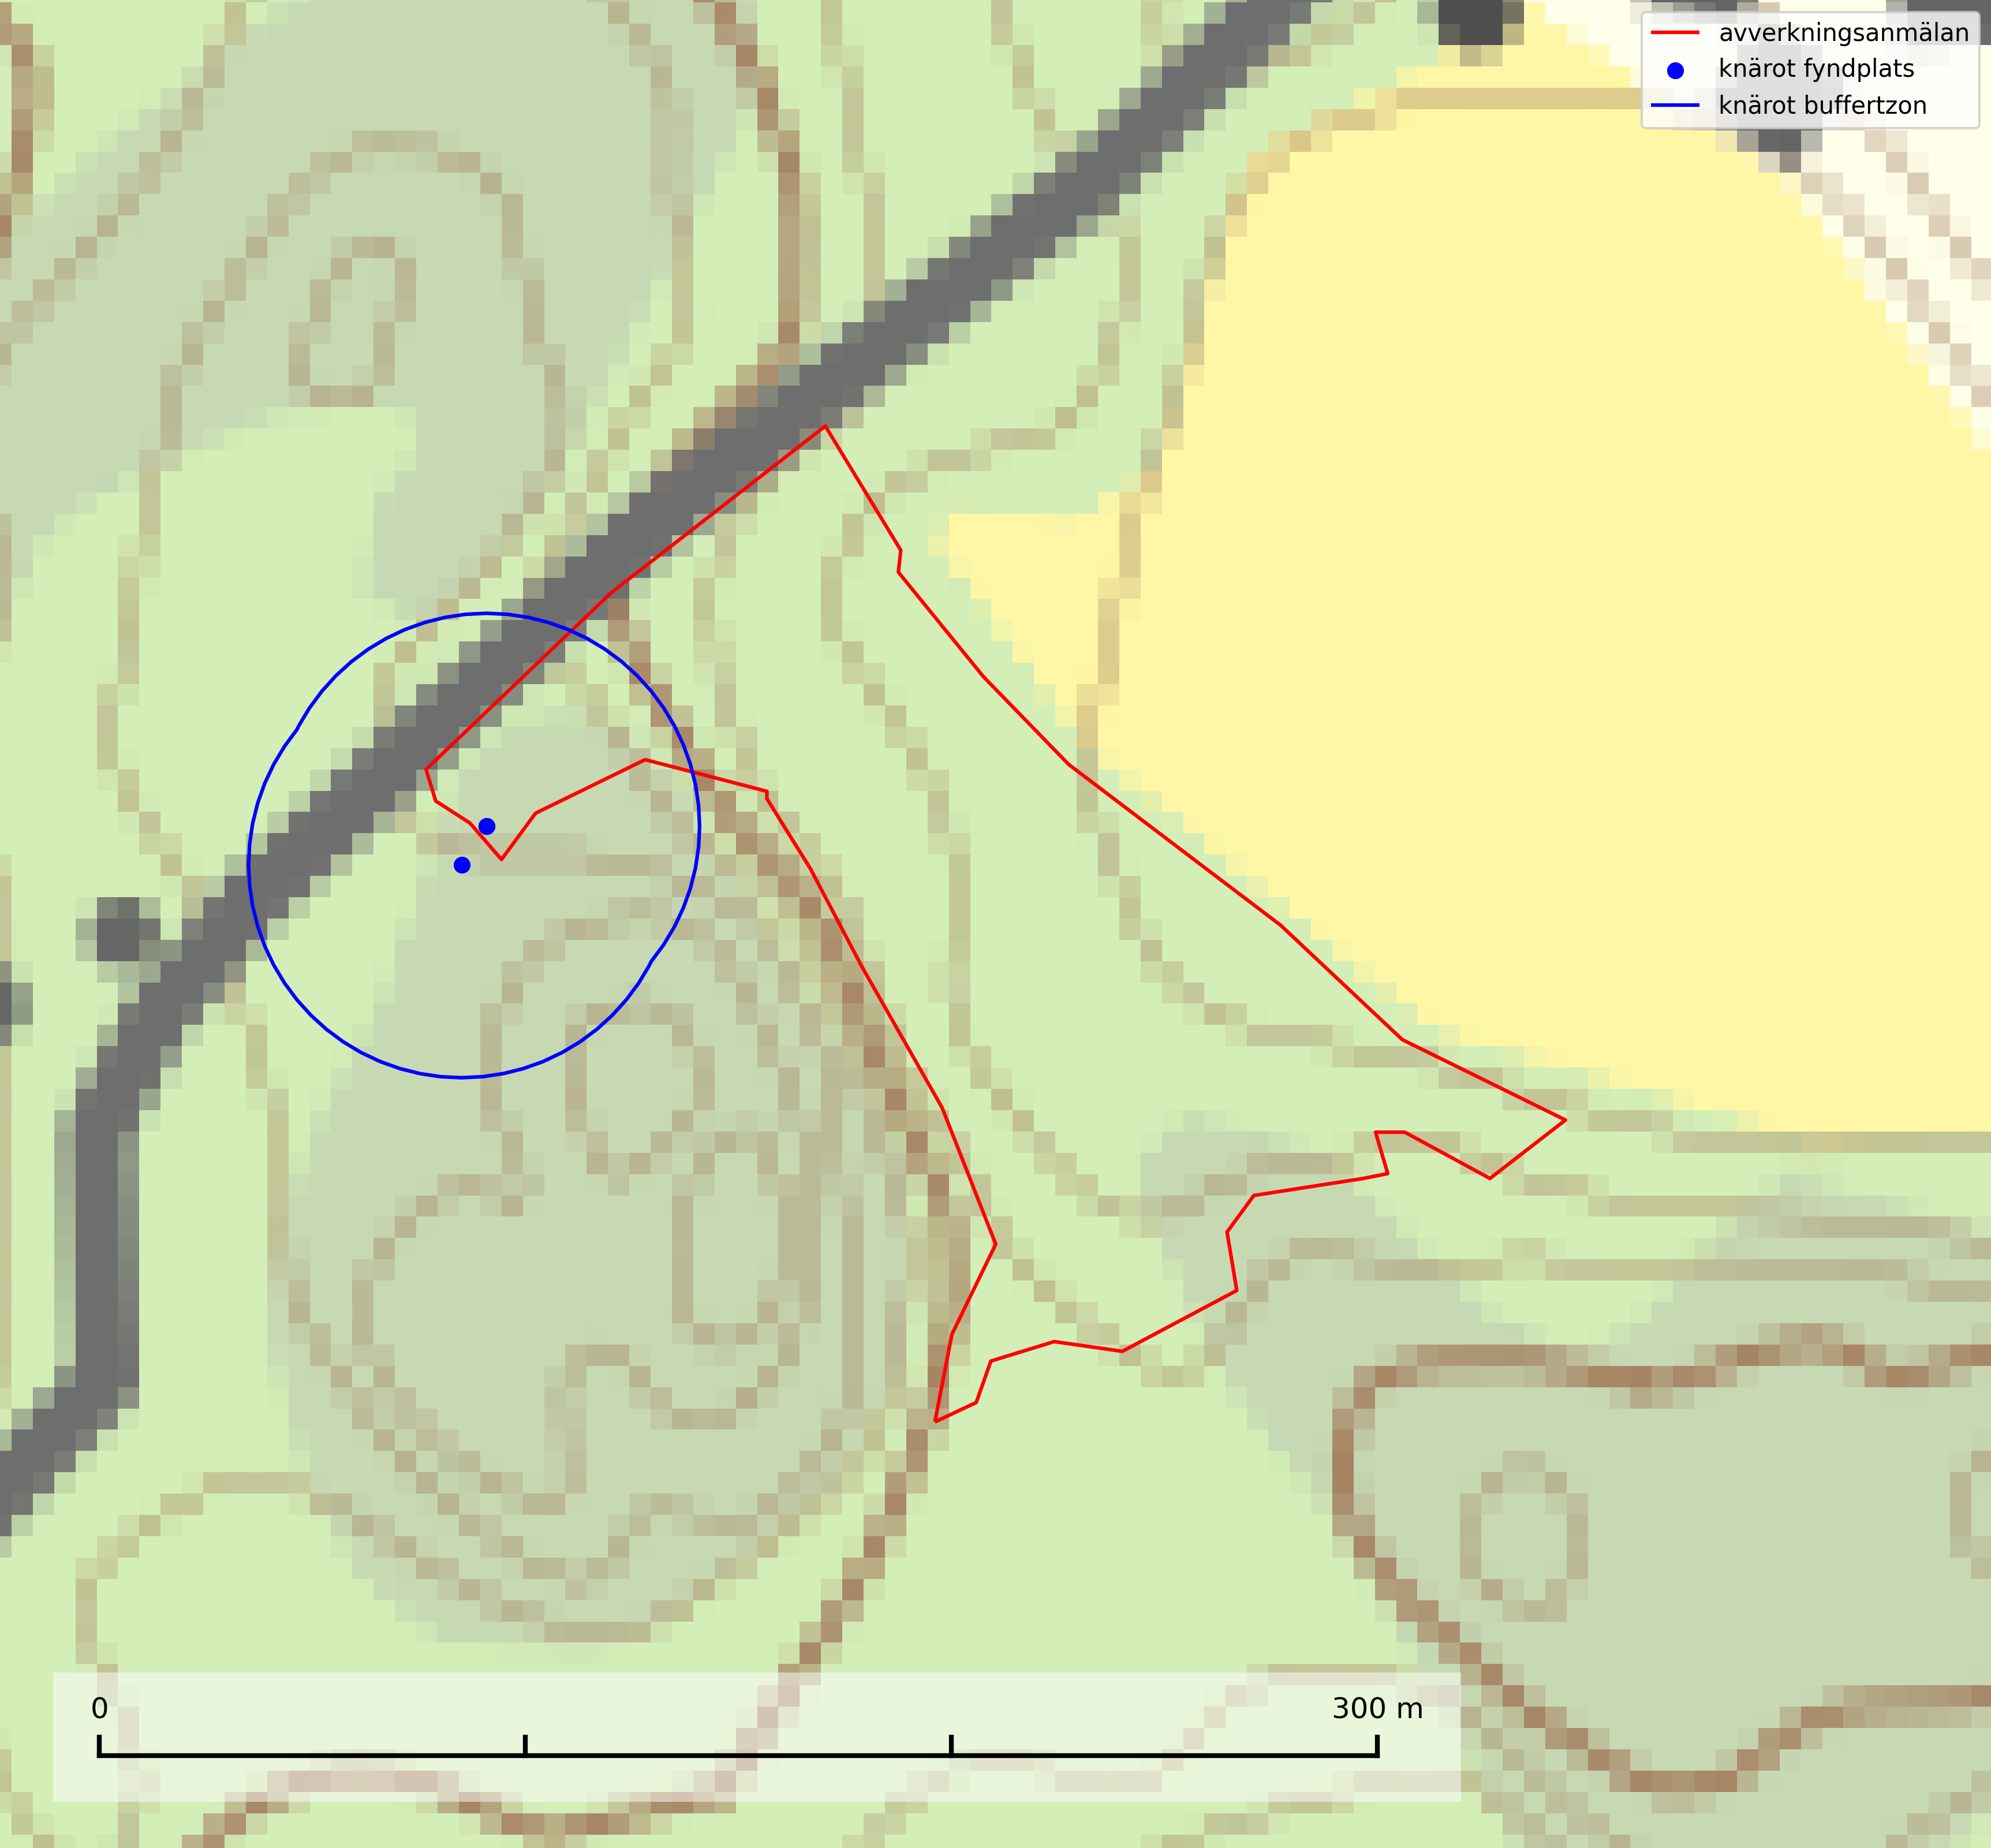 avverkningsanmälan
knärot fyndplats
knärot buffertzon
0 300 m